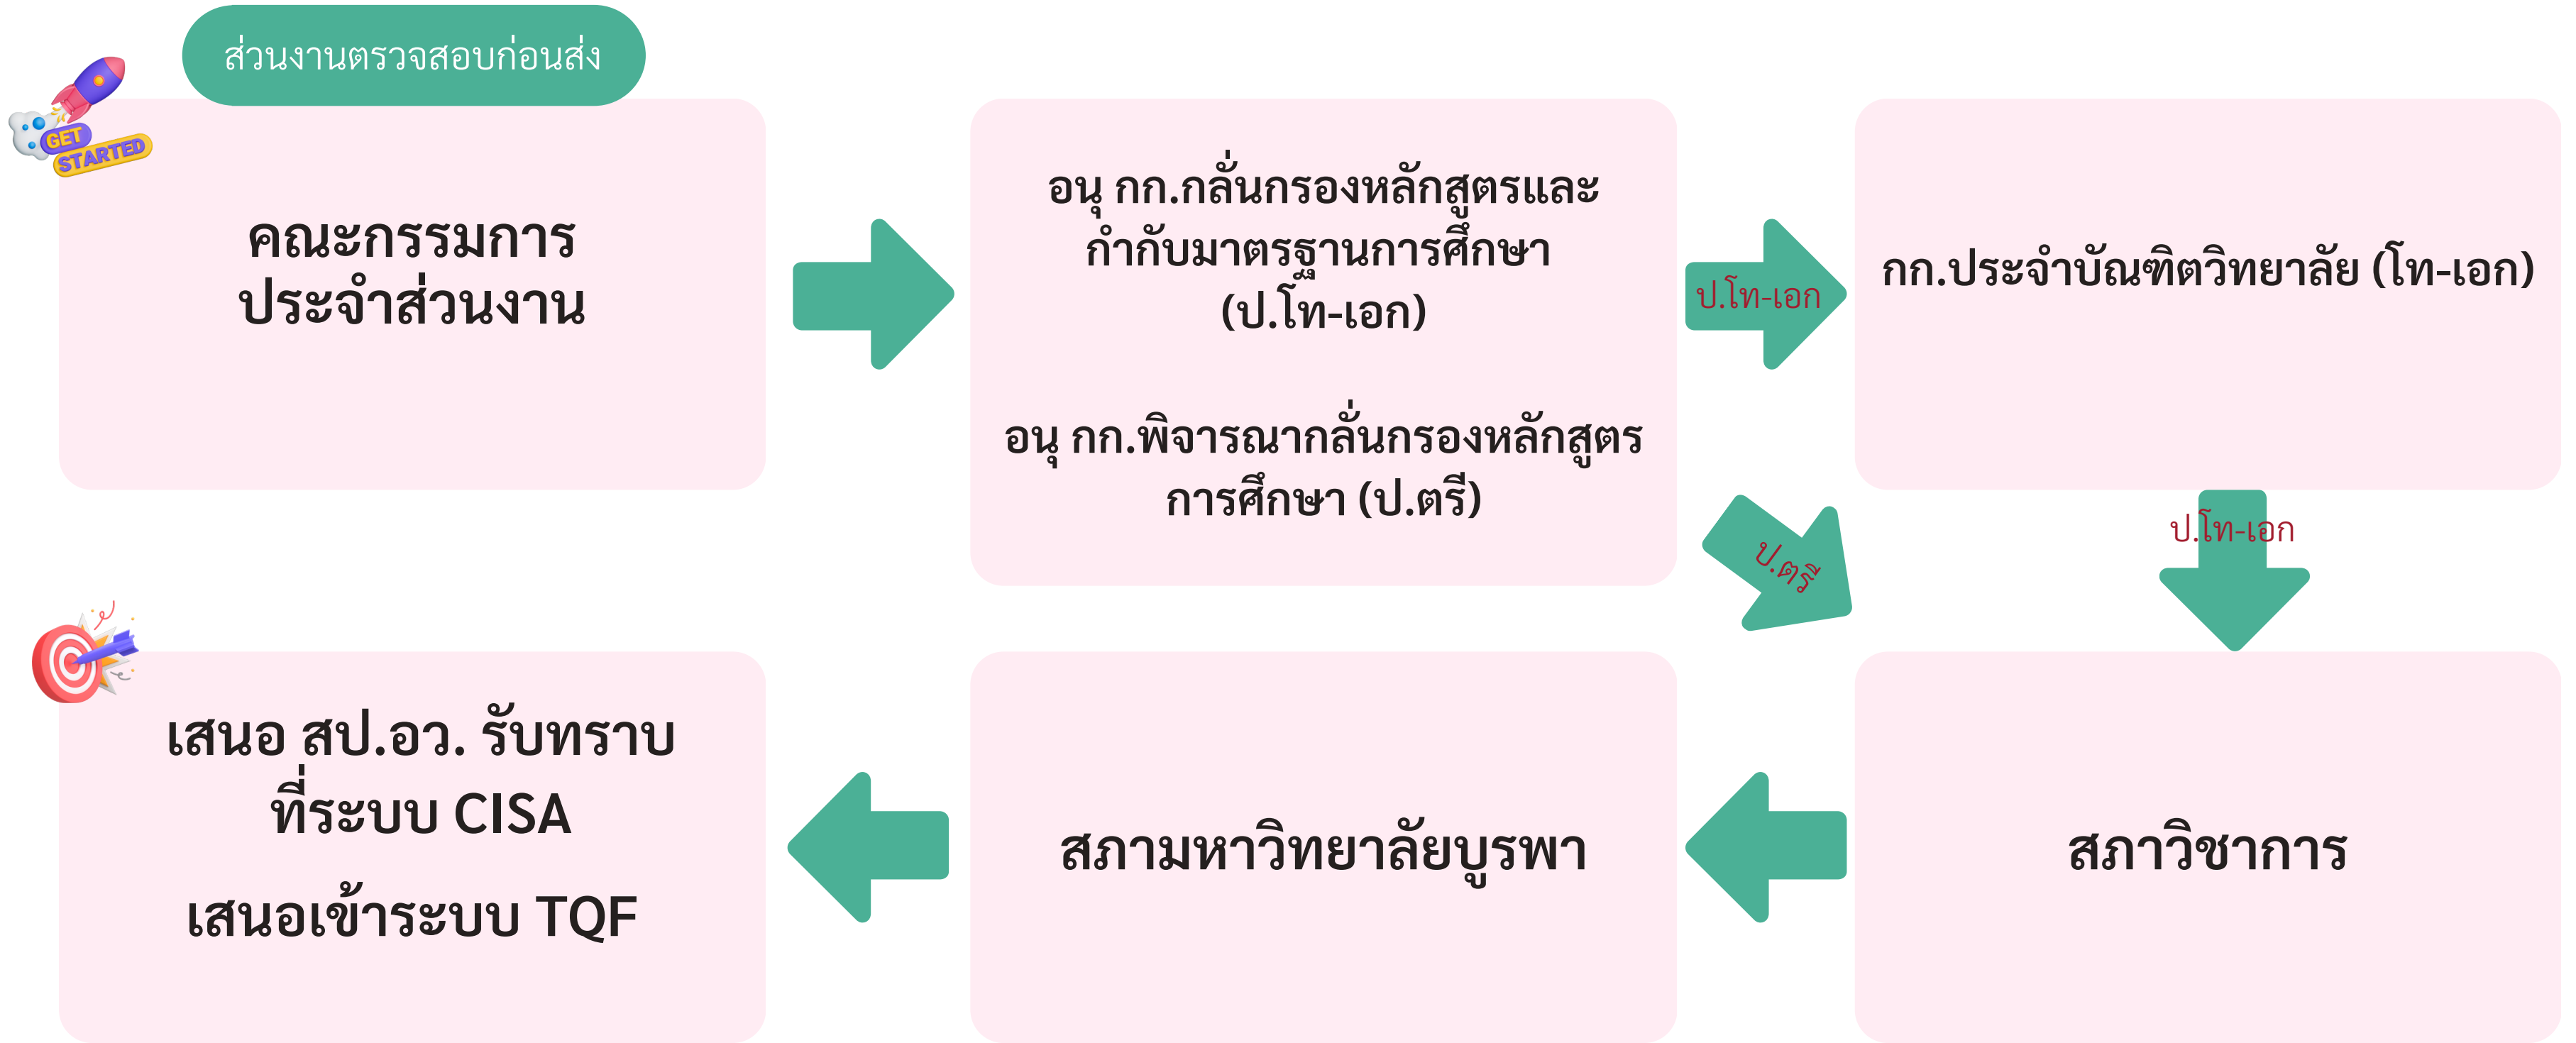 ส่วนงานตรวจสอบก่อนส่ง
GET
STARTED
คณะกรรมการ
ประจำส่วนงาน
อนุ กก.กลั่นกรองหลักสูตรและ
กำกับมาตรฐานการศึกษา
(ป.โท-เอก)
อนุ กก.พิจารณากลั่นกรองหลักสูตร
การศึกษา (ป.ตรี)
ป.โท-เอก
กก.ประจำบัณฑิตวิทยาลัย (โท-เอก)
ป.ตรี
ป.โท-เอก
สภาวิชาการ
สภามหาวิทยาลัยบูรพา
เสนอ สป.อว. รับทราบ
ที่ระบบ CISA
เสนอเข้าระบบ TQF